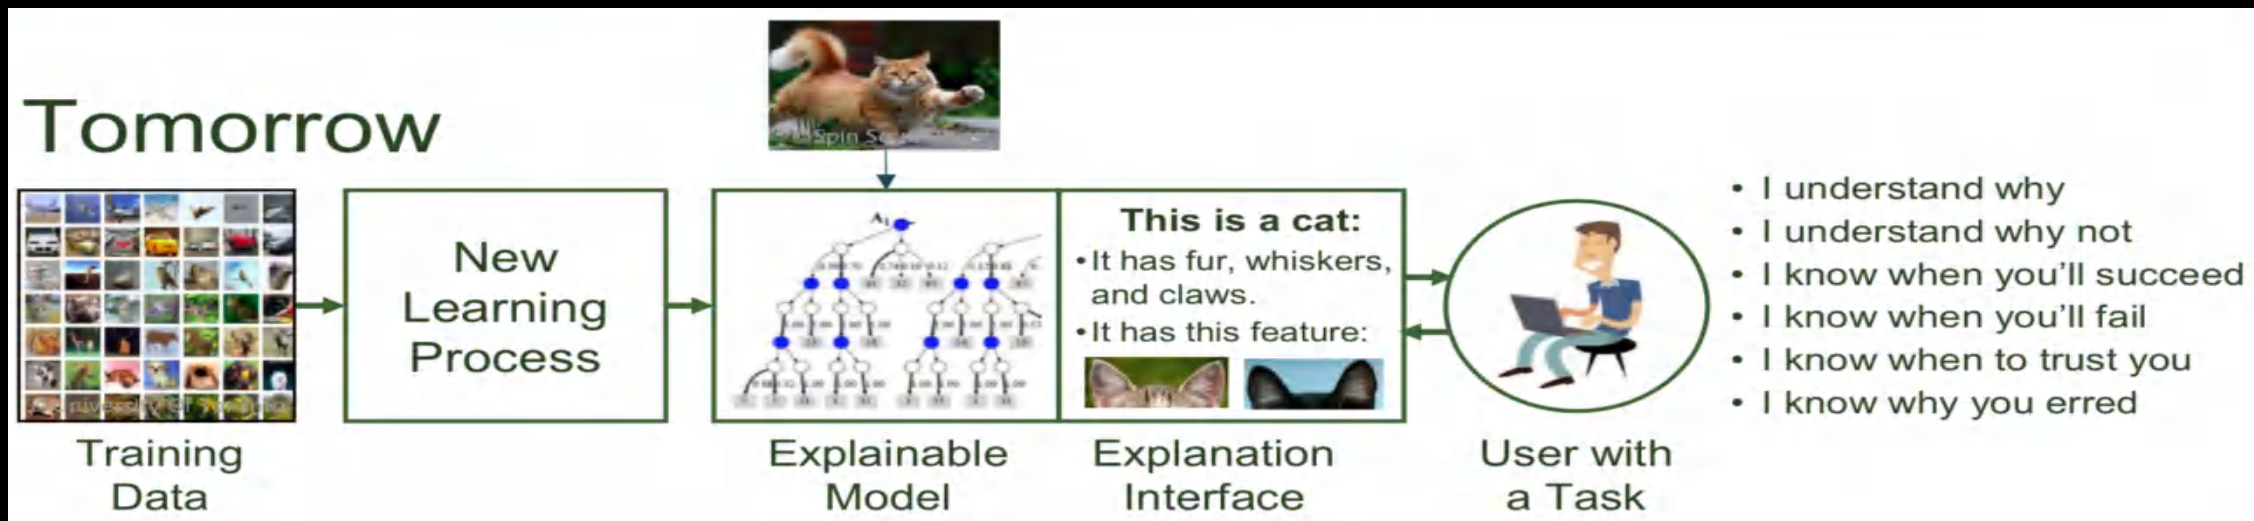 Tomorrow
Spin
New
Learning
Process
A₁
This is a cat:
•It has fur, whiskers,
and claws.
•It has this feature:
• I understand why
• I understand why not
• I know when you'll succeed
• I know when you'll fail
• I know when to trust you
• I know why you erred
Training
Data
Explainable
Model
Explanation
Interface
User with
a Task